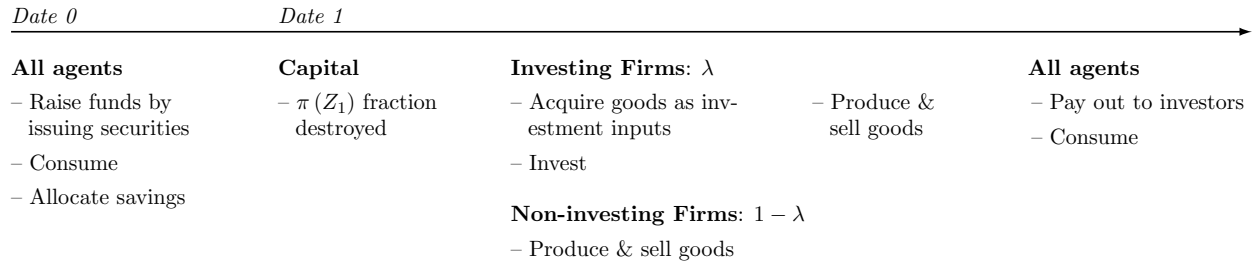 Date 0
Date 1
All agents
– Raise funds by
issuing securities
– Consume
– Allocate savings
Capital
– π (Z₁) fraction
destroyed
Investing Firms: λ
– Acquire goods as inv-
estment inputs
– Invest
– Produce &
sell goods
Non-investing Firms: 1 − λ
– Produce & sell goods
All agents
– Pay out to investors
– Consume